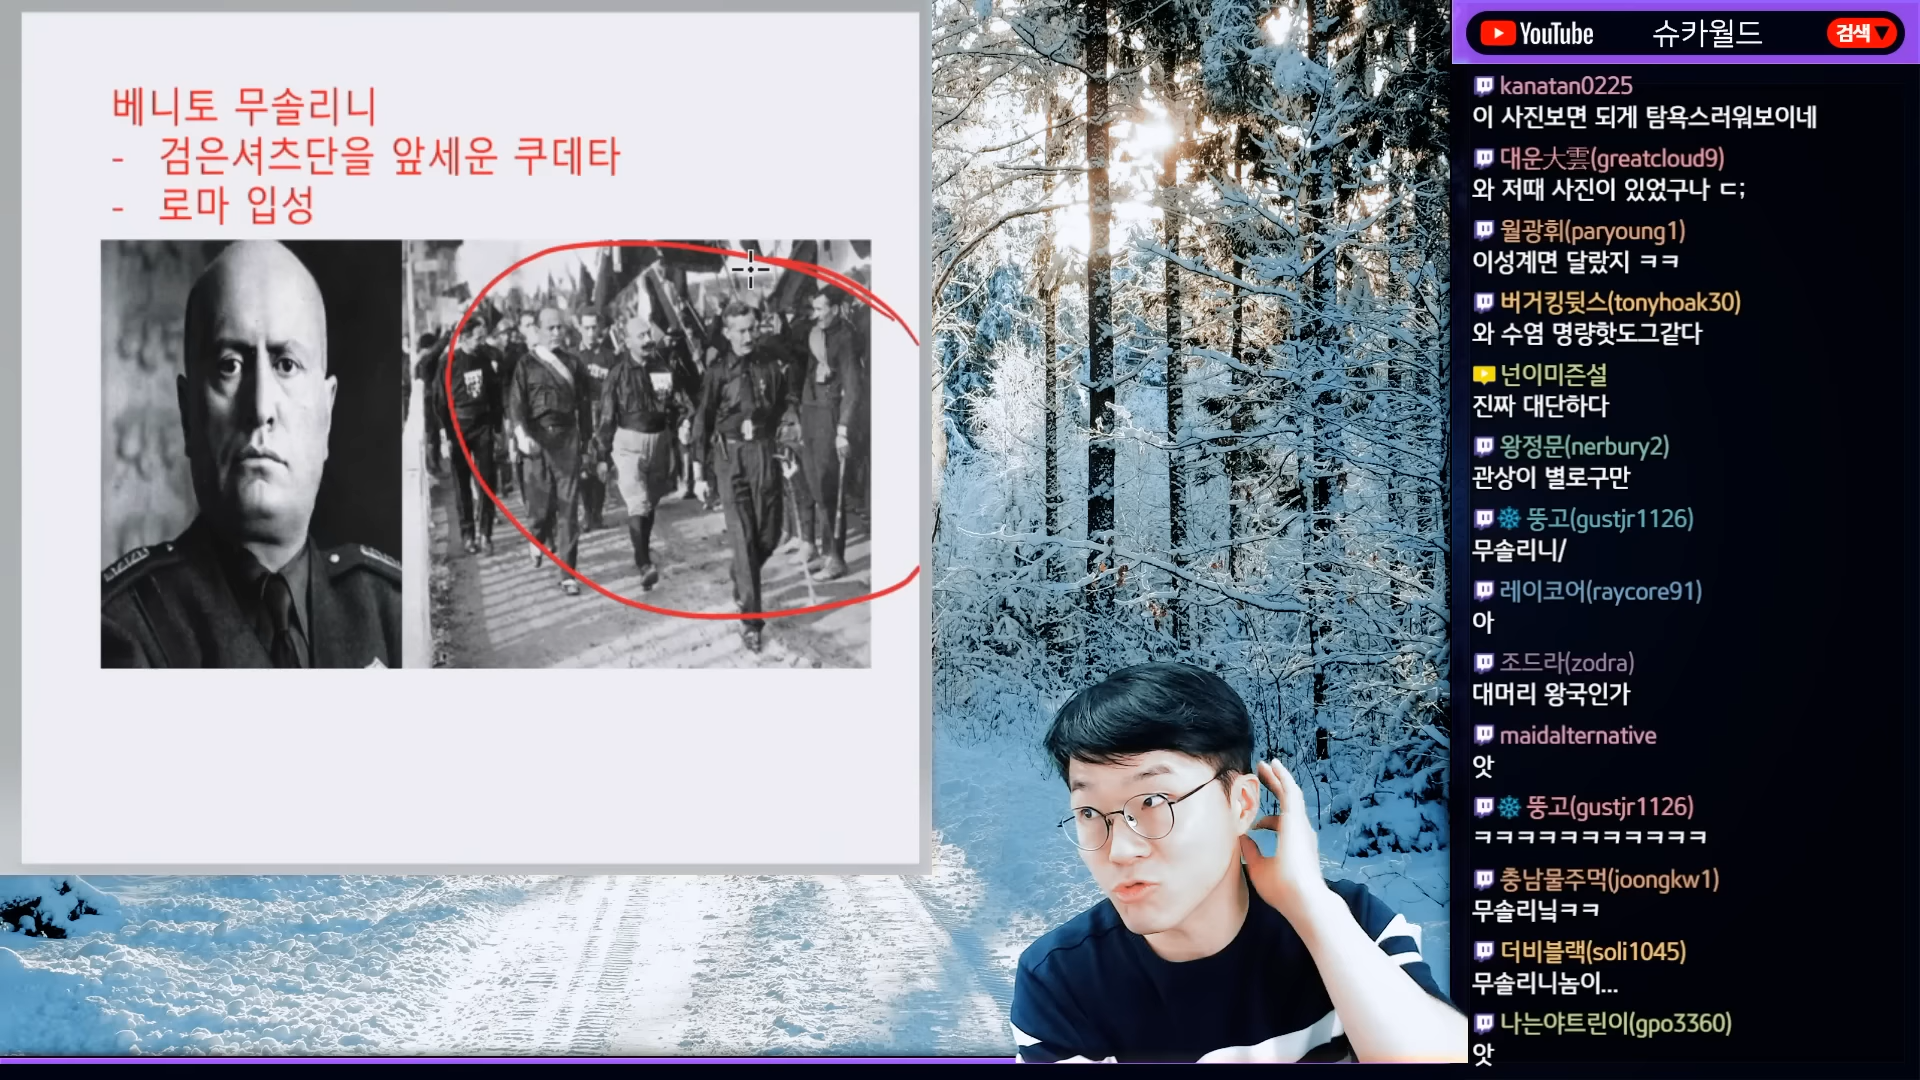 베니토 무솔리니
- 검은셔츠단을 앞세운 쿠데타
- 로마 입성
YouTube 슈카월드 검색▼
kanatan0225
이 사진보면 되게 탐욕스러워보이네
대운大雲(greatcloud9)
와 저때 사진이 있었구나 ㄷ;
월광휘(paryoung1)
이성계면 달랐지 ㅋㅋ
버거킹뒷스(tonyhoak30)
와 수염 명량핫도그같다
넌이미즌설
진짜 대단하다
왕정문(nerbury2)
관상이 별로구만
뚱고(gustjr1126)
무솔리니/
레이코어(raycore91)
아
조드라(zodra)
대머리 왕국인가
maidalternative
앗
뚱고(gustjr1126)
ㅋㅋㅋㅋㅋㅋㅋㅋㅋㅋㅋ
충남물주먹(joongkw1)
무솔리닠ㅋㅋ
더비블랙(soli1045)
무솔리니놈이...
나는야트린이(gpo3360)
앗